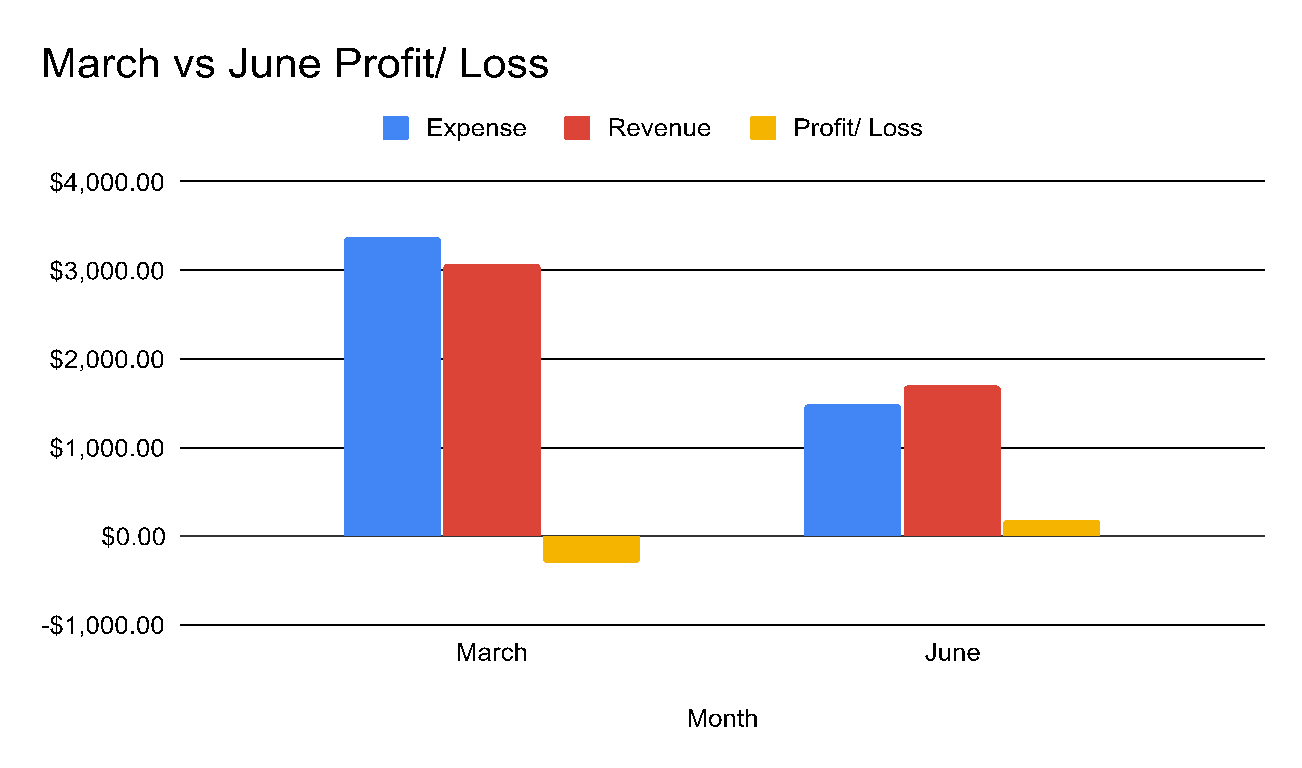 March vs June Profit/ Loss
Expense Revenue Profit/ Loss
$4,000.00
$3,000.00
$2,000.00
$1,000.00
$0.00
-$1,000.00
March June
Month